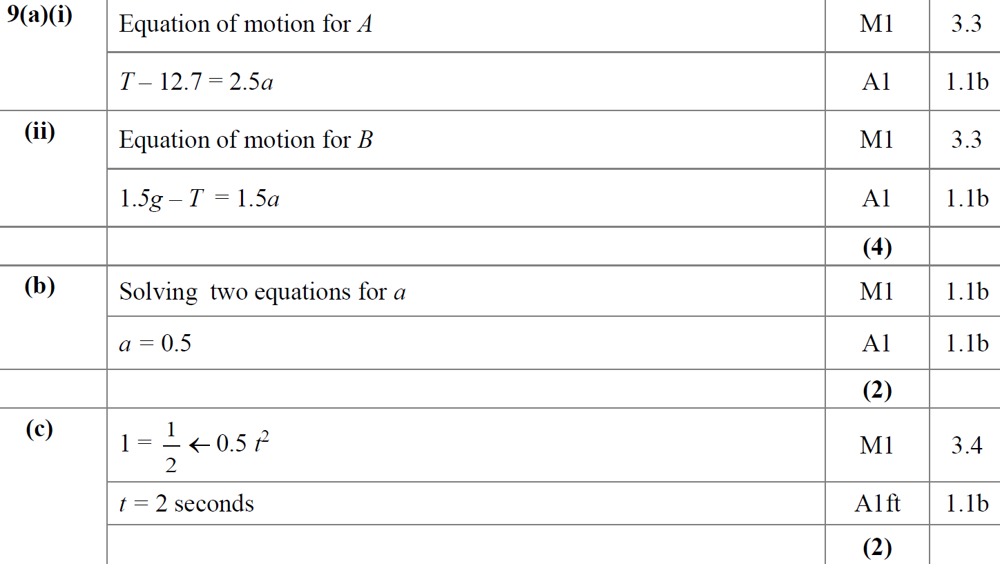 9(a)(i) Equation of motion for A M1 3.3
T – 12.7 = 2.5a A1 1.1b
(ii) Equation of motion for B M1 3.3
1.5g – T = 1.5a A1 1.1b
(4)
(b) Solving two equations for a M1 1.1b
a = 0.5 A1 1.1b
(2)
(c) 1 = 1/2 ← 0.5 t² M1 3.4
t = 2 seconds A1ft 1.1b
(2)